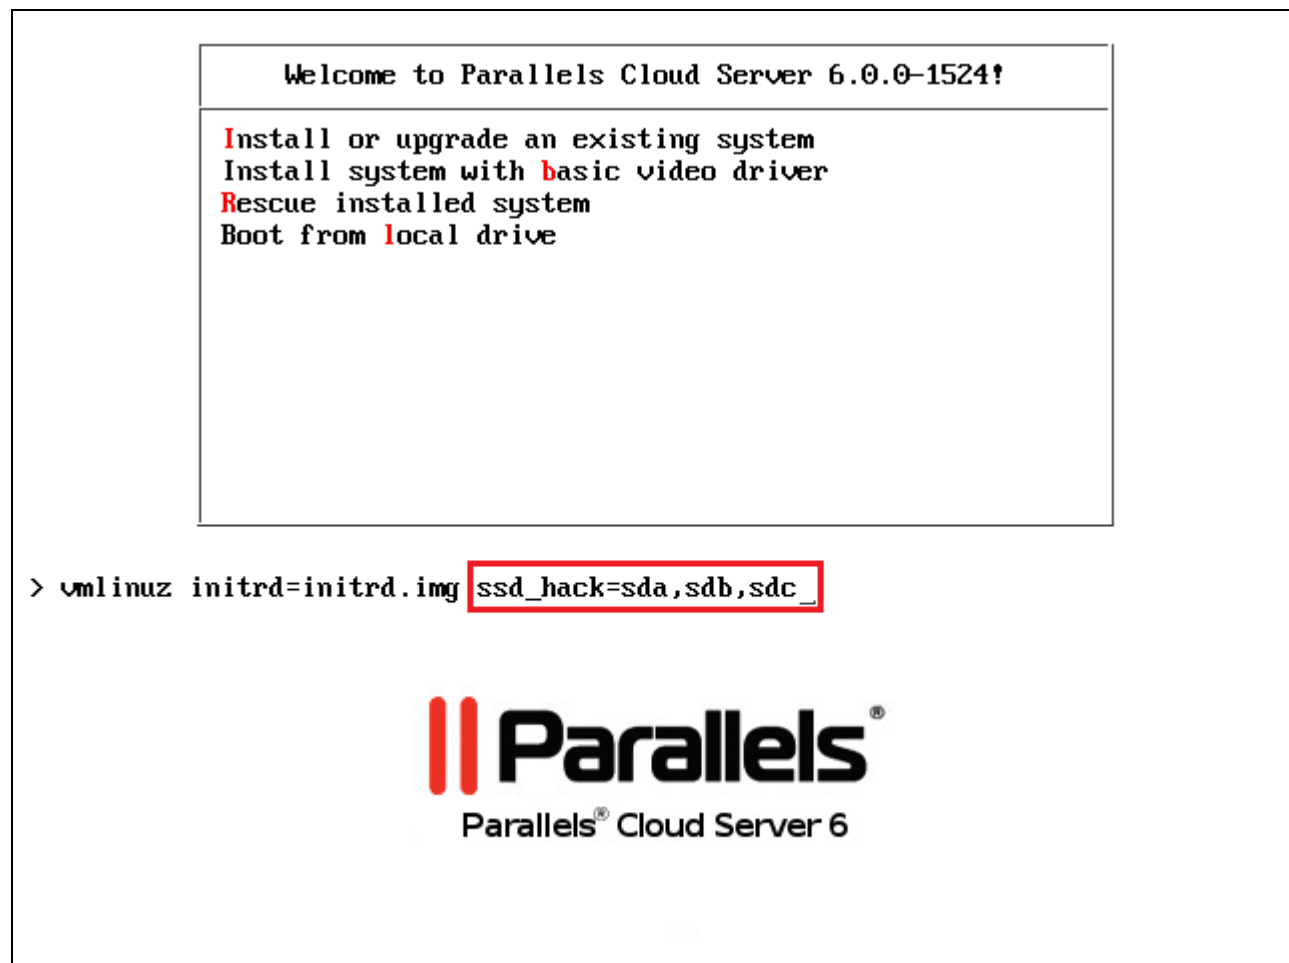 Welcome to Parallels Cloud Server 6.0.0-1524!
Install or upgrade an existing system
Install system with basic video driver
Rescue installed system
Boot from local drive
> vmlinuz initrd=initrd.img ssd_hack=sda,sdb,sdc_
Parallels®
Parallels® Cloud Server 6